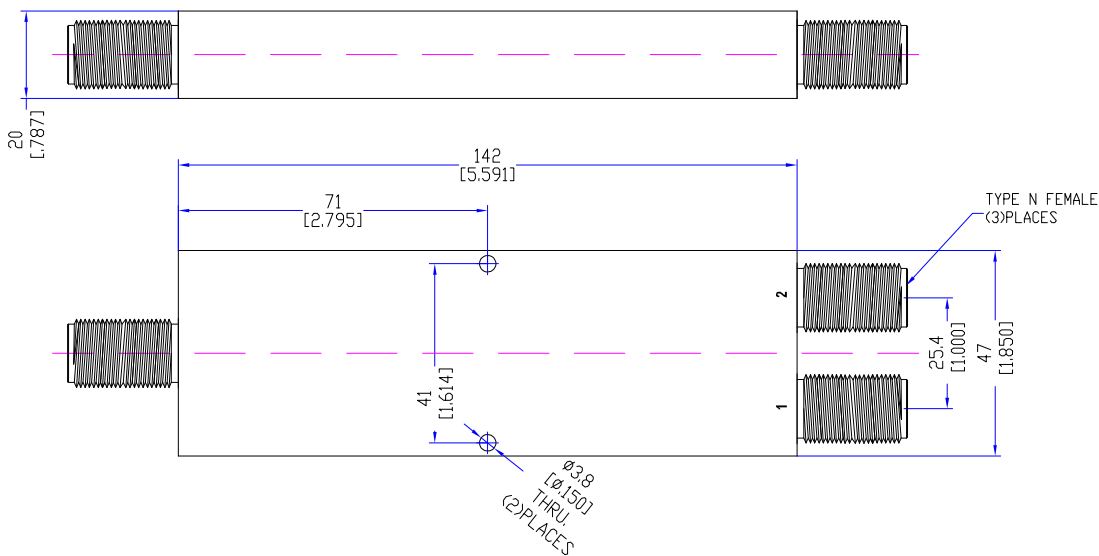 20
[.787]
142
[5.591]
71
[2.795]
TYPE N FEMALE
(3)PLACES
2
25.4
[1.000]
47
[1.850]
41
[1.614]
1
Ø3.8
[Ø.150]
THRU,
(2)PLACES